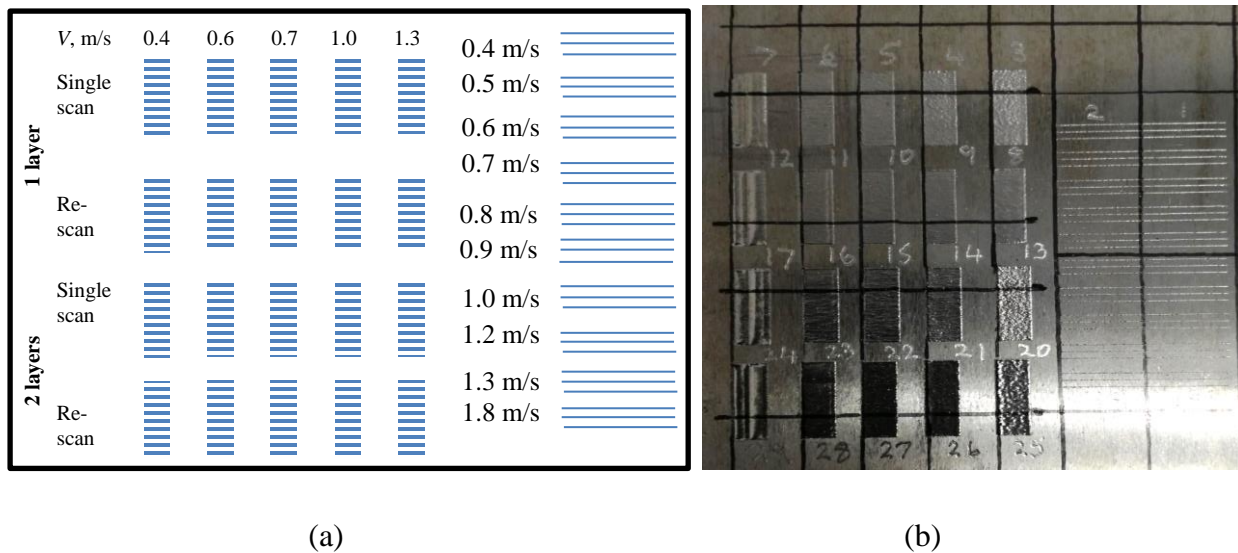 V, m/s 0.4 0.6 0.7 1.0 1.3
1 layer
Single
scan
Re-
scan
2 layers
Single
scan
Re-
scan
0.4 m/s
0.5 m/s
0.6 m/s
0.7 m/s
0.8 m/s
0.9 m/s
1.0 m/s
1.2 m/s
1.3 m/s
1.8 m/s
(a)
7 6 5 4 3
2 1
12 11 10 9 8
17 16 15 14 13
24 23 22 21 20
28 27 26 25
(b)